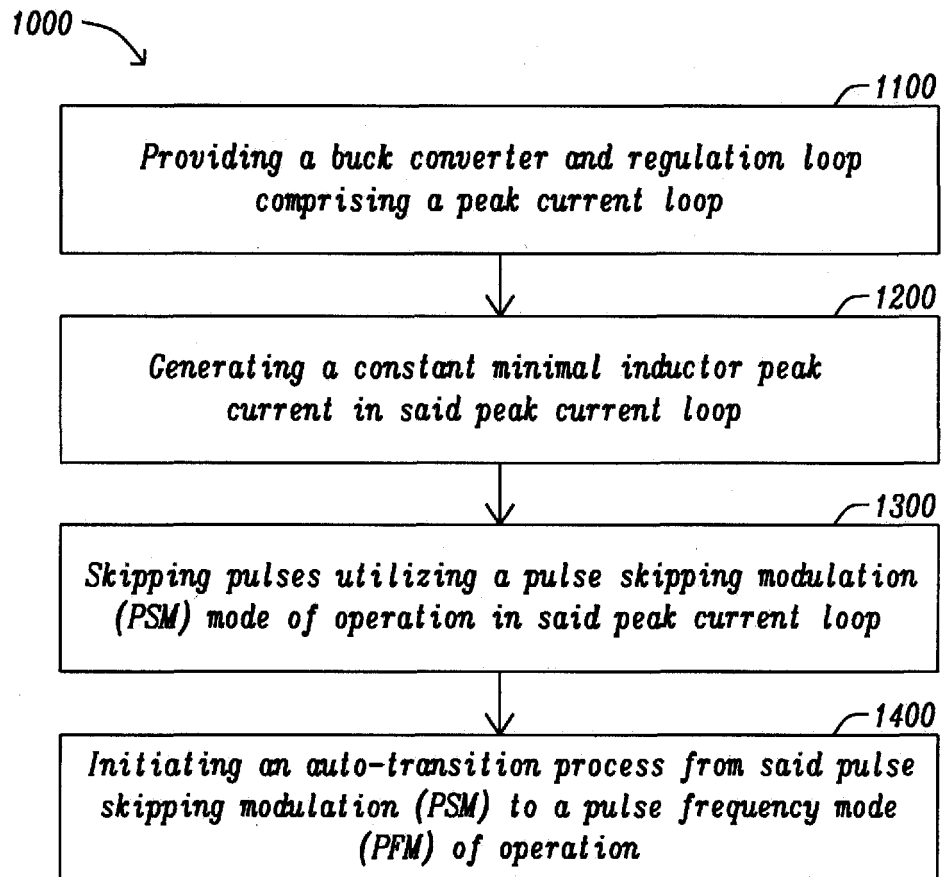 1000
1100
Providing a buck converter and regulation loop
comprising a peak current loop
1200
Generating a constant minimal inductor peak
current in said peak current loop
1300
Skipping pulses utilizing a pulse skipping modulation
(PSM) mode of operation in said peak current loop
1400
Initiating an auto-transition process from said pulse
skipping modulation (PSM) to a pulse frequency mode
(PFM) of operation